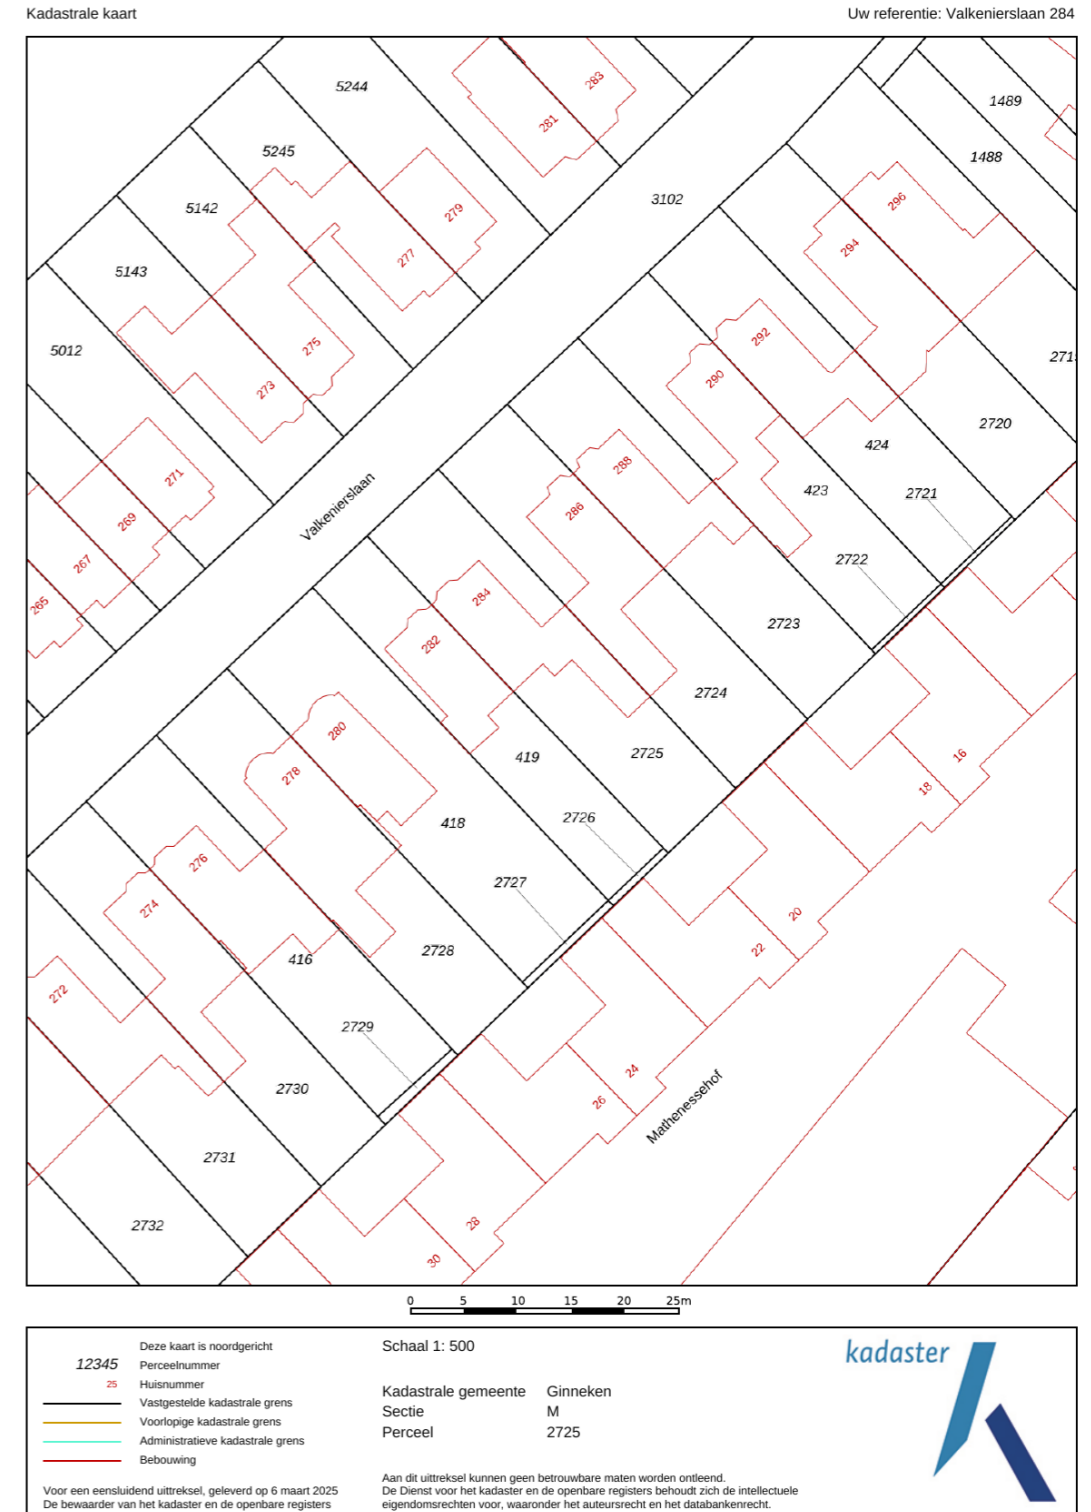 Kadastrale kaart
Uw referentie: Valkenierslaan 284
5244
283
281
1489
5245
1488
5142
3102
296
279
294
277
5143
5012
275
292
273
290
271
288
286
269
267
265
Valkenierslaan
271
2720
424
423
2721
2722
284
282
2723
2724
280
278
419
2725
2726
418
16
18
276
2727
274
20
22
2728
416
272
2729
24
26
2730
Mathenessehof
2731
2732
28
30
0 5 10 15 20 25m
Deze kaart is noordgericht
12345 Perceelnummer
25 Huisnummer
Vastgestelde kadastrale grens
Voorlopige kadastrale grens
Administratieve kadastrale grens
Bebouwing
Voor een eensluidend uittreksel, geleverd op 6 maart 2025
De bewaarder van het kadaster en de openbare registers
Schaal 1: 500
Kadastrale gemeente Ginneken
Sectie M
Perceel 2725
Aan dit uittreksel kunnen geen betrouwbare maten worden ontleend.
De Dienst voor het kadaster en de openbare registers behoudt zich de intellectuele
eigendomsrechten voor, waaronder het auteursrecht en het databankenrecht.
kadaster